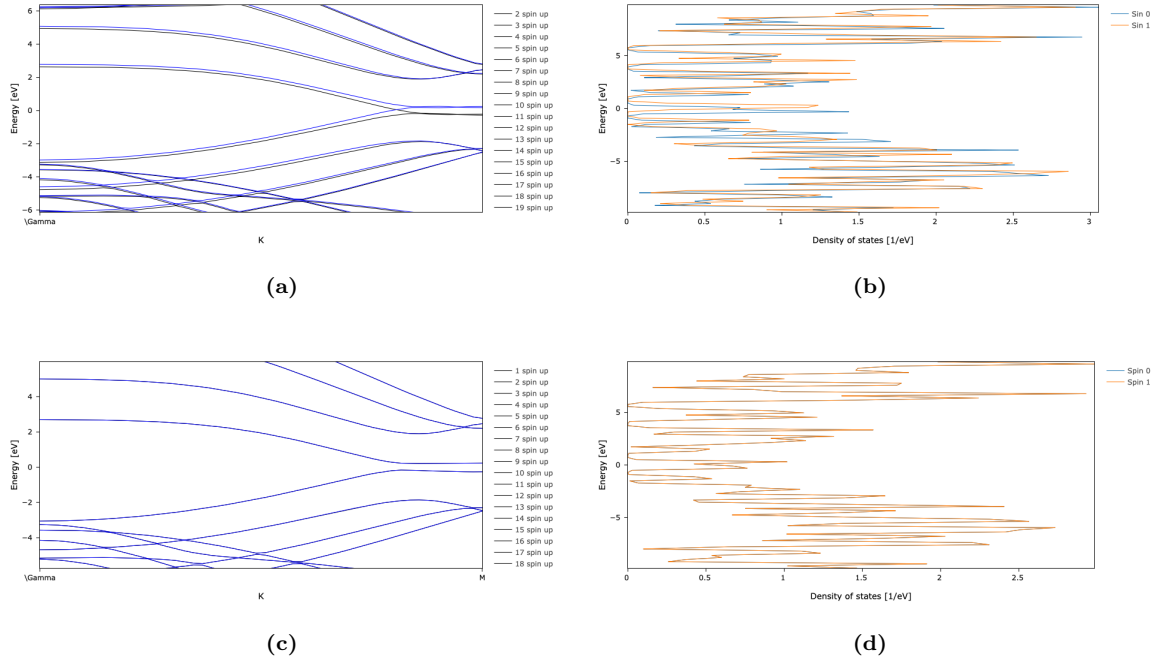 6
4
2
0
−2
−4
−6
Energy [eV]
\Gamma
K
2 spin up
3 spin up
4 spin up
5 spin up
6 spin up
7 spin up
8 spin up
9 spin up
10 spin up
11 spin up
12 spin up
13 spin up
14 spin up
15 spin up
16 spin up
17 spin up
18 spin up
19 spin up
(a)
5
0
−5
Energy [eV]
0
0.5
1
1.5
2
2.5
3
Density of states [1/eV]
Sin 0
Sin 1
(b)
4
2
0
−2
−4
Energy [eV]
\Gamma
M
K
1 spin up
2 spin up
3 spin up
4 spin up
5 spin up
6 spin up
7 spin up
8 spin up
9 spin up
10 spin up
11 spin up
12 spin up
13 spin up
14 spin up
15 spin up
16 spin up
17 spin up
18 spin up
(c)
5
0
−5
Energy [eV]
0
0.5
1
1.5
2
2.5
Density of states [1/eV]
Spin 0
Spin 1
(d)